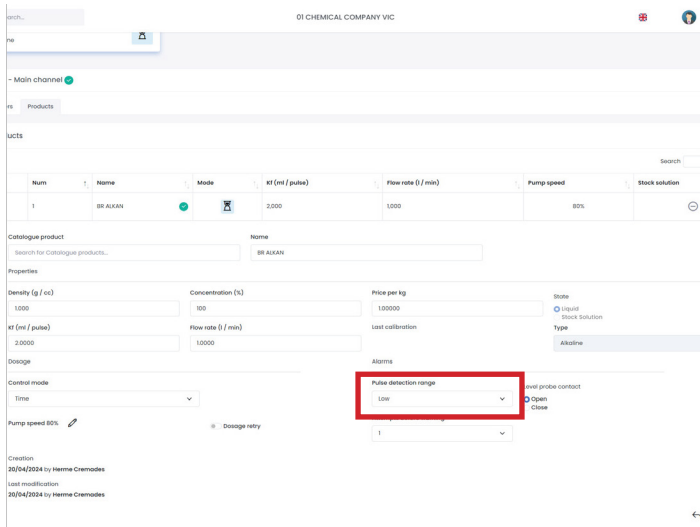 earch...
01 CHEMICAL COMPANY VIC
ne
- Main channel
rs Products
ucts
Search
Num Name Mode Kf (ml / pulse) Flow rate (l / min) Pump speed Stock solution
1 BR ALKAN 2,000 1,000 80%
Catalogue product Name
Search for Catalogue products... BR ALKAN
Properties
Density (g / cc) Concentration (%) Price per kg State
1.000 100 1.00000 Liquid
Stock Solution
Kf (ml / pulse) Flow rate (l / min) Last calibration Type
2.0000 1.0000 Alkaline
Dosage Alarms
Control mode Pulse detection range Level probe contact
Time Low Open
Close
Pump speed 80% Dosage retry
1
Creation
20/04/2024 by Herme Cremades
Last modification
20/04/2024 by Herme Cremades